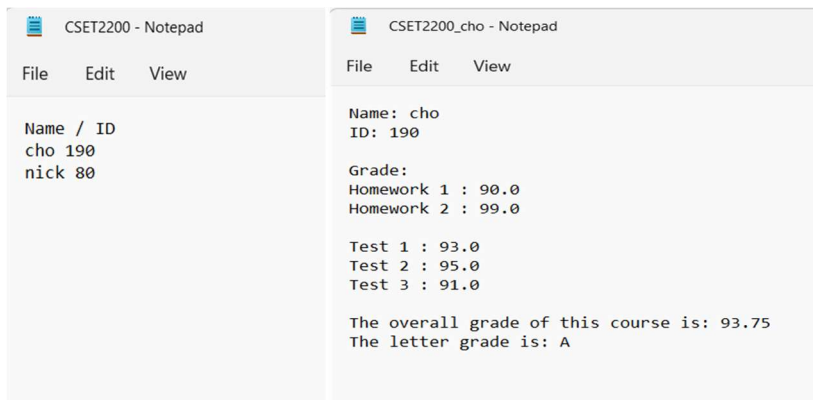 CSET2200 - Notepad
File Edit View
Name / ID
cho 190
nick 80
CSET2200_cho - Notepad
File Edit View
Name: cho
ID: 190
Grade:
Homework 1 : 90.0
Homework 2 : 99.0
Test 1 : 93.0
Test 2 : 95.0
Test 3 : 91.0
The overall grade of this course is: 93.75
The letter grade is: A